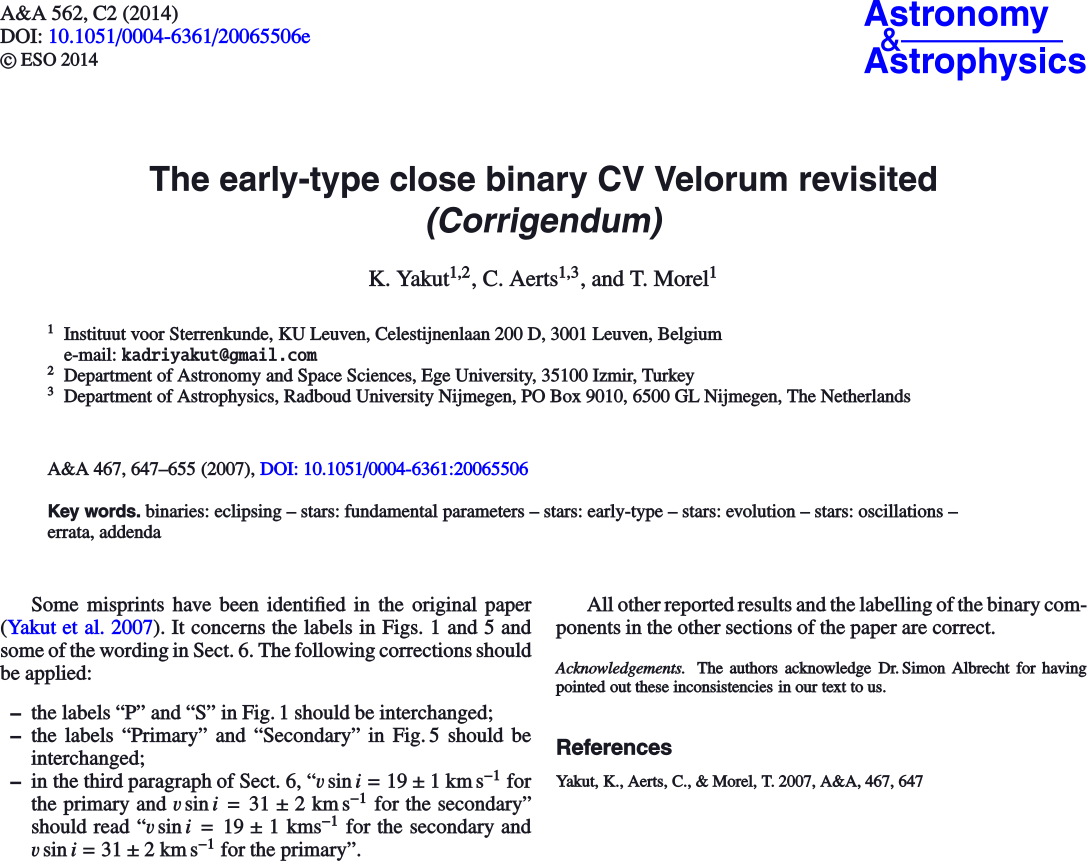 A&A 562, C2 (2014)
DOI: 10.1051/0004-6361/20065506e
© ESO 2014
Astronomy
&
Astrophysics
The early-type close binary CV Velorum revisited
(Corrigendum)
K. Yakut1,2, C. Aerts1,3, and T. Morel1
1 Instituut voor Sterrenkunde, KU Leuven, Celestijnenlaan 200 D, 3001 Leuven, Belgium
e-mail: kadriyakut@gmail.com
2 Department of Astronomy and Space Sciences, Ege University, 35100 Izmir, Turkey
3 Department of Astrophysics, Radboud University Nijmegen, PO Box 9010, 6500 GL Nijmegen, The Netherlands
A&A 467, 647–655 (2007), DOI: 10.1051/0004-6361:20065506
Key words. binaries: eclipsing – stars: fundamental parameters – stars: early-type – stars: evolution – stars: oscillations –
errata, addenda
Some misprints have been identified in the original paper
(Yakut et al. 2007). It concerns the labels in Figs. 1 and 5 and
some of the wording in Sect. 6. The following corrections should
be applied:
– the labels “P” and “S” in Fig. 1 should be interchanged;
– the labels “Primary” and “Secondary” in Fig. 5 should be
interchanged;
– in the third paragraph of Sect. 6, “v sin i = 19 ± 1 km s−1 for
the primary and v sin i = 31 ± 2 km s−1 for the secondary”
should read “v sin i = 19 ± 1 kms−1 for the secondary and
v sin i = 31 ± 2 km s−1 for the primary”.
All other reported results and the labelling of the binary com-
ponents in the other sections of the paper are correct.
Acknowledgements. The authors acknowledge Dr. Simon Albrecht for having
pointed out these inconsistencies in our text to us.
References
Yakut, K., Aerts, C., & Morel, T. 2007, A&A, 467, 647